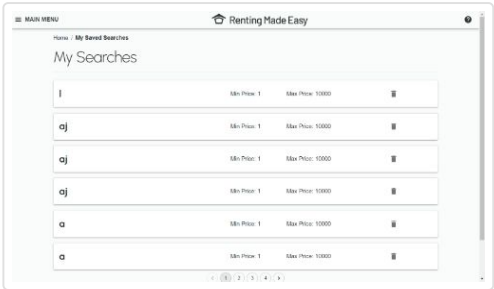 MAIN MENU Renting Made Easy
Home / My Saved Searches
My Searches
l Min Price: 1 Max Price: 10000
aj Min Price: 1 Max Price: 10000
aj Min Price: 1 Max Price: 10000
aj Min Price: 1 Max Price: 10000
a Min Price: 1 Max Price: 10000
a Min Price: 1 Max Price: 10000
‹ 1 2 3 4 ›